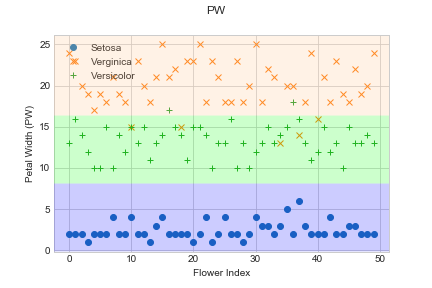 PW
25
20
15
10
5
0
Petal Width (PW)
Setosa
Verginica
Versicolor
0 10 20 30 40 50
Flower Index